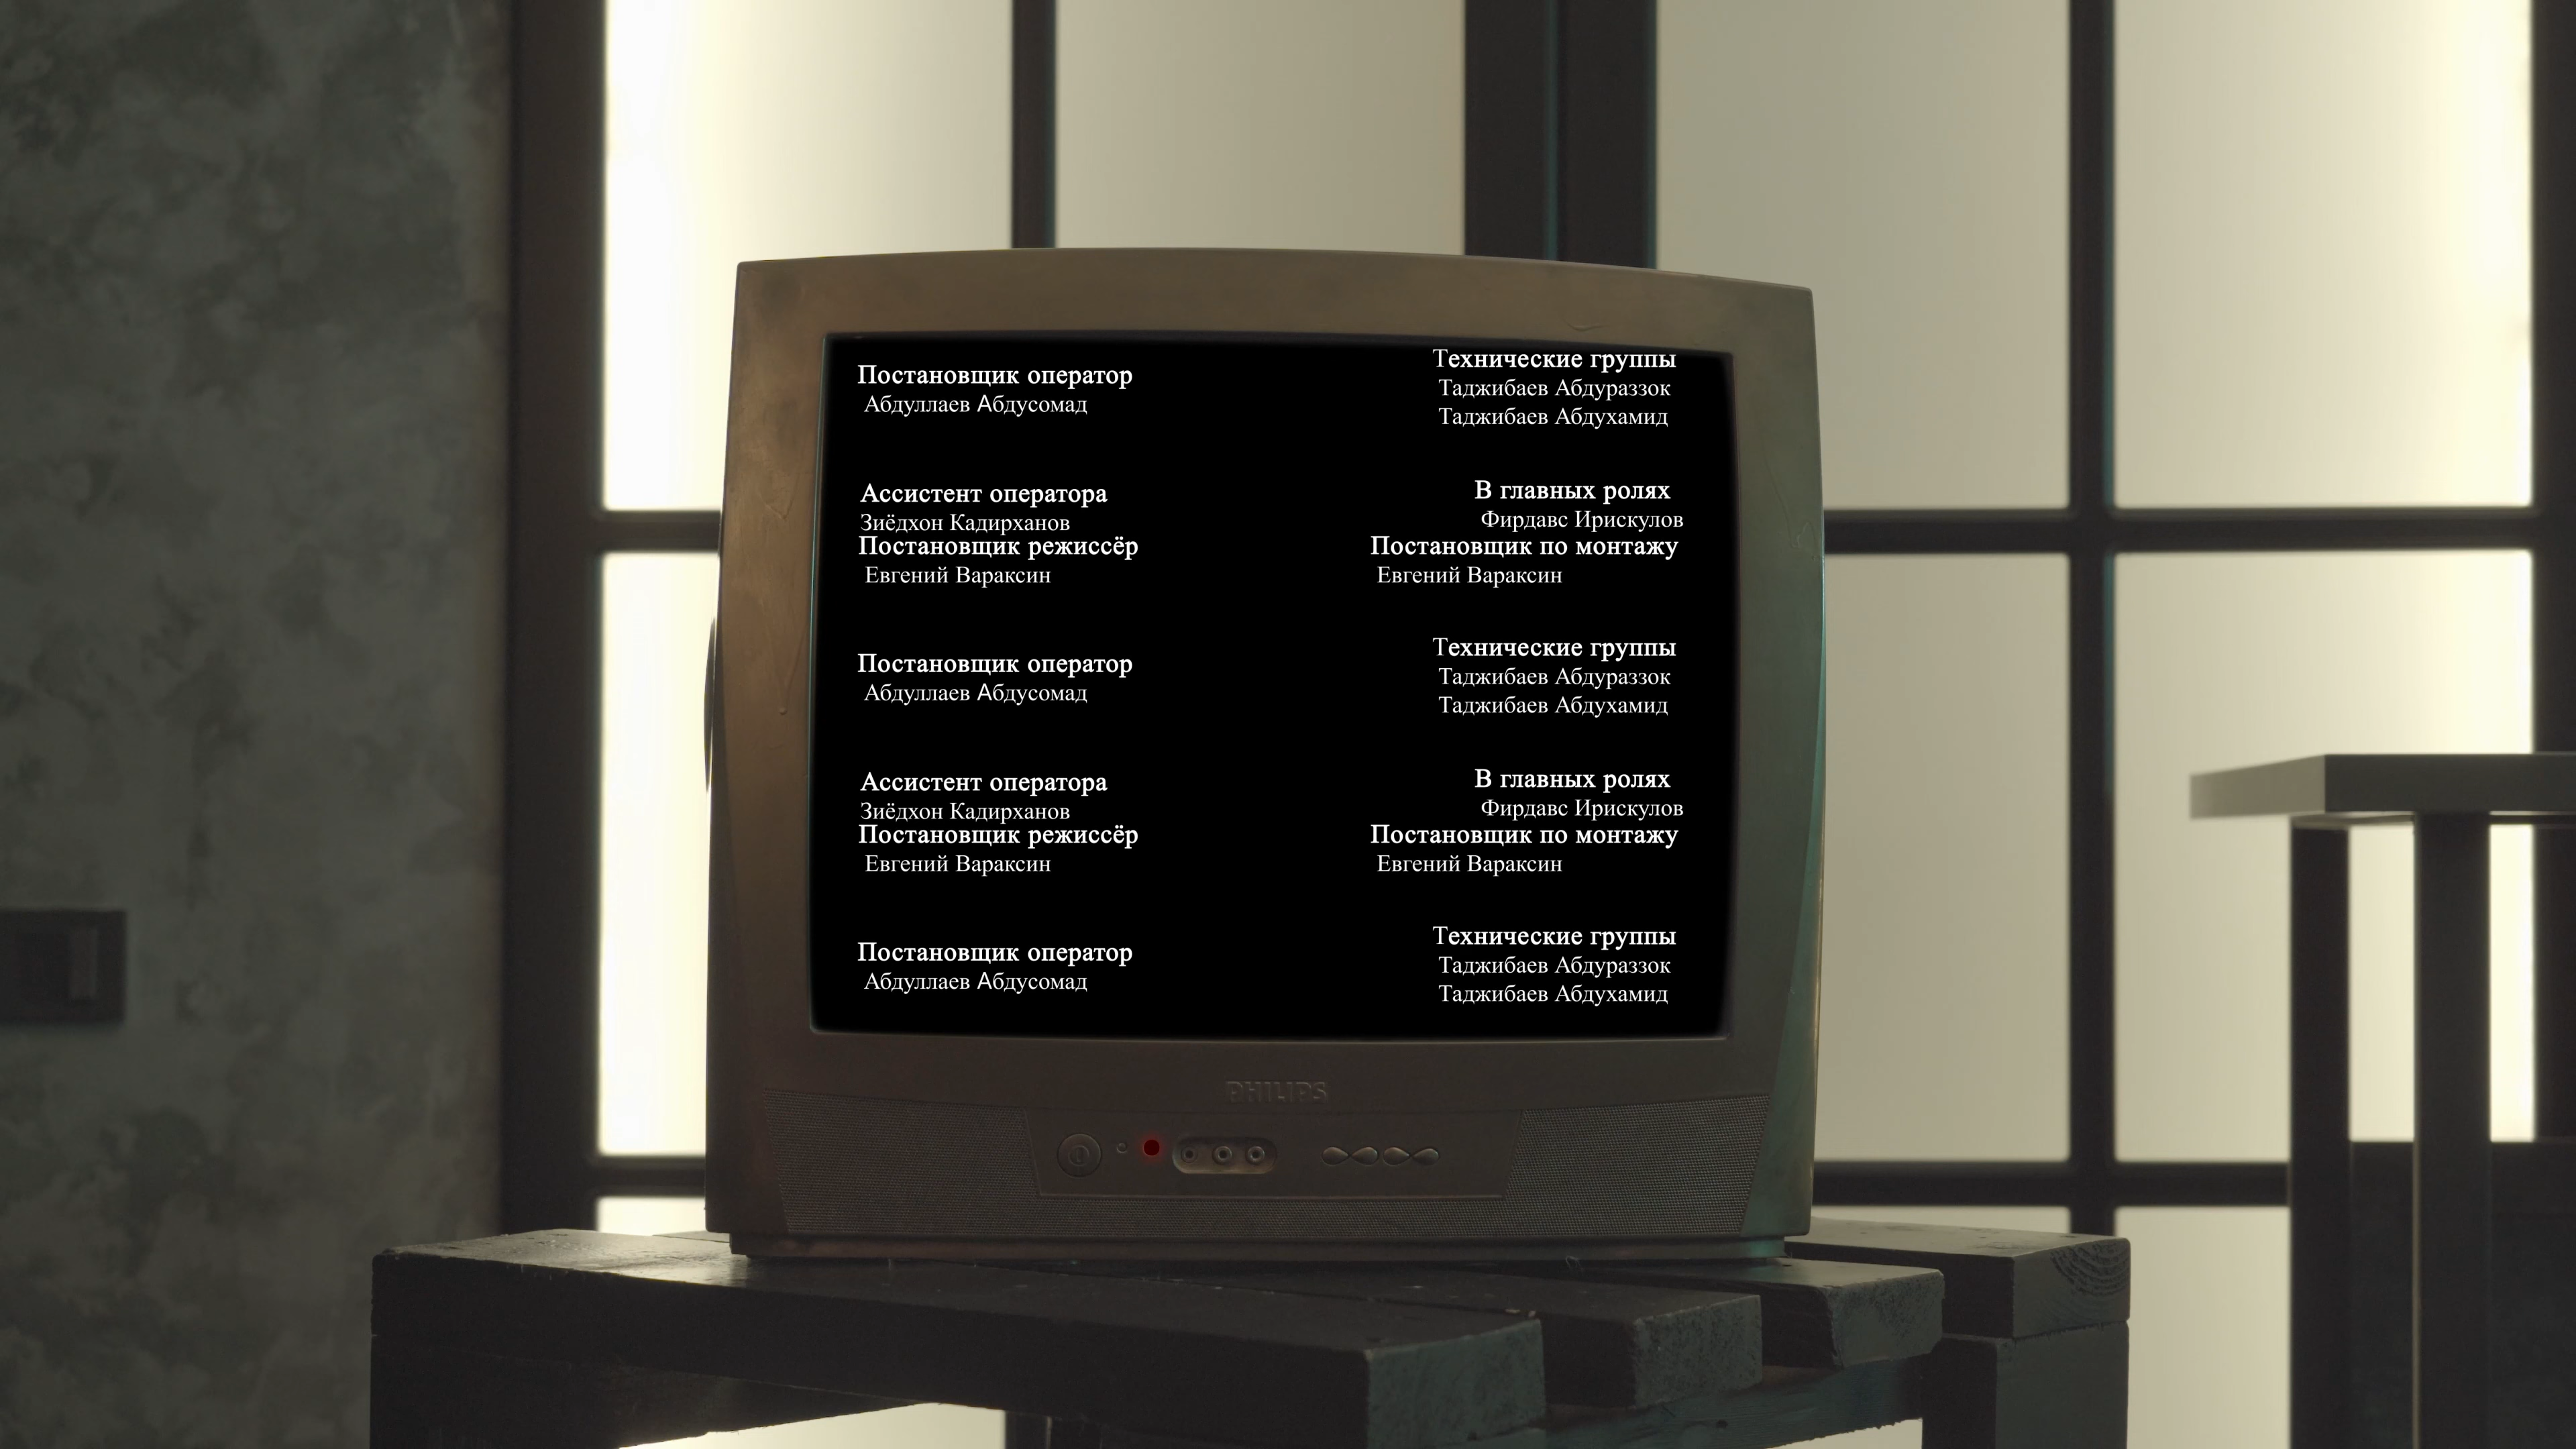 Постановщик оператор
Абдуллаев Абдусомад
Технические группы
Таджибаев Абдураззок
Таджибаев Абдухамид
Ассистент оператора
Зиёдхон Кадирханов
В главных ролях
Фирдавс Ирискулов
Постановщик режиссёр
Евгений Вараксин
Постановщик по монтажу
Евгений Вараксин
Постановщик оператор
Абдуллаев Абдусомад
Технические группы
Таджибаев Абдураззок
Таджибаев Абдухамид
Ассистент оператора
Зиёдхон Кадирханов
В главных ролях
Фирдавс Ирискулов
Постановщик режиссёр
Евгений Вараксин
Постановщик по монтажу
Евгений Вараксин
Постановщик оператор
Абдуллаев Абдусомад
Технические группы
Таджибаев Абдураззок
Таджибаев Абдухамид
PHILIPS